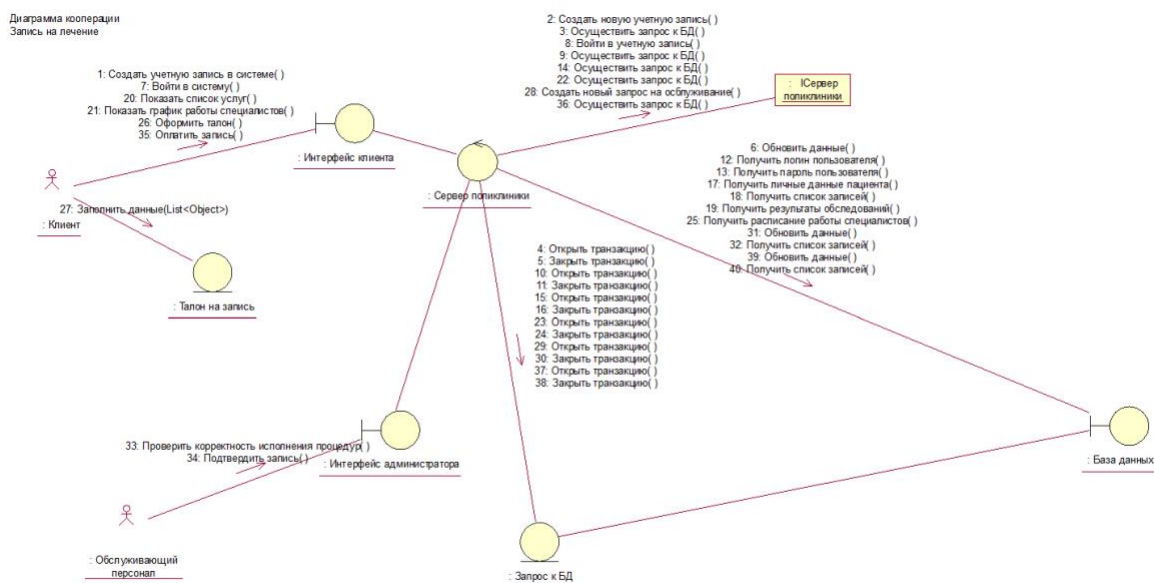 Диаграмма кооперации
Запись на лечение
1: Создать учетную запись в системе( )
7: Войти в систему( )
20: Показать список услуг( )
21: Показать график работы специалистов( )
26: Оформить талон( )
35: Оплатить запись( )
2: Создать новую учетную запись( )
3: Осуществить запрос к БД( )
8: Войти в учетную запись( )
9: Осуществить запрос к БД( )
14: Осуществить запрос к БД( )
22: Осуществить запрос к БД( )
28: Создать новый запрос на осблуживание( )
36: Осуществить запрос к БД( )
: IСервер
поликлиники
: Интерфейс клиента
: Сервер поликлиники
27: Заполнить данные(List<Object>)
: Клиент
: Талон на запись
6: Обновить данные( )
12: Получить логин пользователя( )
13: Получить пароль пользователя( )
17: Получить личные данные пациента( )
18: Получить список записей( )
19: Получить результаты обследований( )
25: Получить расписание работы специалистов( )
31: Обновить данные( )
32: Получить список записей( )
39: Обновить данные( )
40: Получить список записей( )
4: Открыть транзакцию( )
5: Закрыть транзакцию( )
10: Открыть транзакцию( )
11: Закрыть транзакцию( )
15: Открыть транзакцию( )
16: Закрыть транзакцию( )
23: Открыть транзакцию( )
24: Закрыть транзакцию( )
29: Открыть транзакцию( )
30: Закрыть транзакцию( )
37: Открыть транзакцию( )
38: Закрыть транзакцию( )
33: Проверить корректность исполнения процедур( )
34: Подтвердить запись( )
: Интерфейс администратора
: База данных
: Обслуживающий
персонал
: Запрос к БД